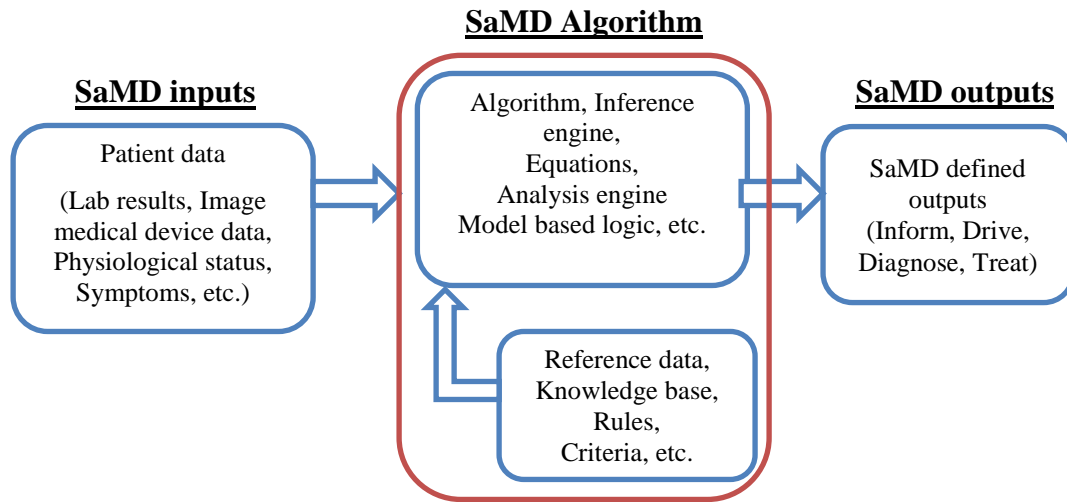 SaMD Algorithm
SaMD inputs
Patient data
(Lab results, Image
medical device data,
Physiological status,
Symptoms, etc.)
Algorithm, Inference
engine,
Equations,
Analysis engine
Model based logic, etc.
Reference data,
Knowledge base,
Rules,
Criteria, etc.
SaMD outputs
SaMD defined
outputs
(Inform, Drive,
Diagnose, Treat)